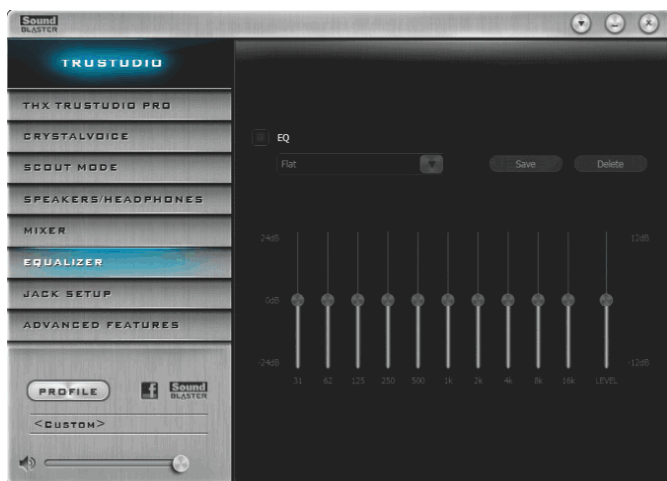 Sound
BLASTER
TRUSTUDIO
THX TRUSTUDIO PRO
CRYSTALVOICE
SCOUT MODE
SPEAKERS/HEADPHONES
MIXER
EQUALIZER
JACK SETUP
ADVANCED FEATURES
PROFILE
f
Sound
BLASTER
<CUSTOM>
EQ
Flat
Save
Delete
24dB
12dB
0dB
-24dB
-12dB
31 62 125 250 500 1k 2k 4k 8k 16k LEVEL